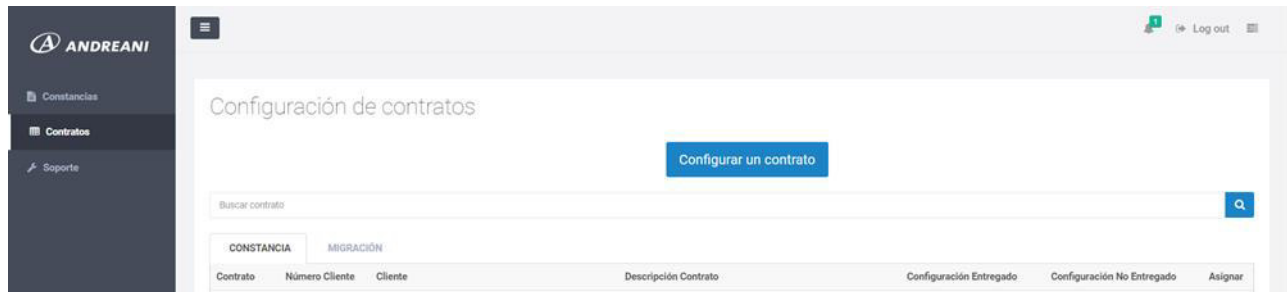 ANDREANI
1
Log out
Constancias
Contratos
Soporte
Configuración de contratos
Configurar un contrato
Buscar contrato
CONSTANCIA MIGRACIÓN
Contrato Número Cliente Cliente Descripción Contrato Configuración Entregado Configuración No Entregado Asignar